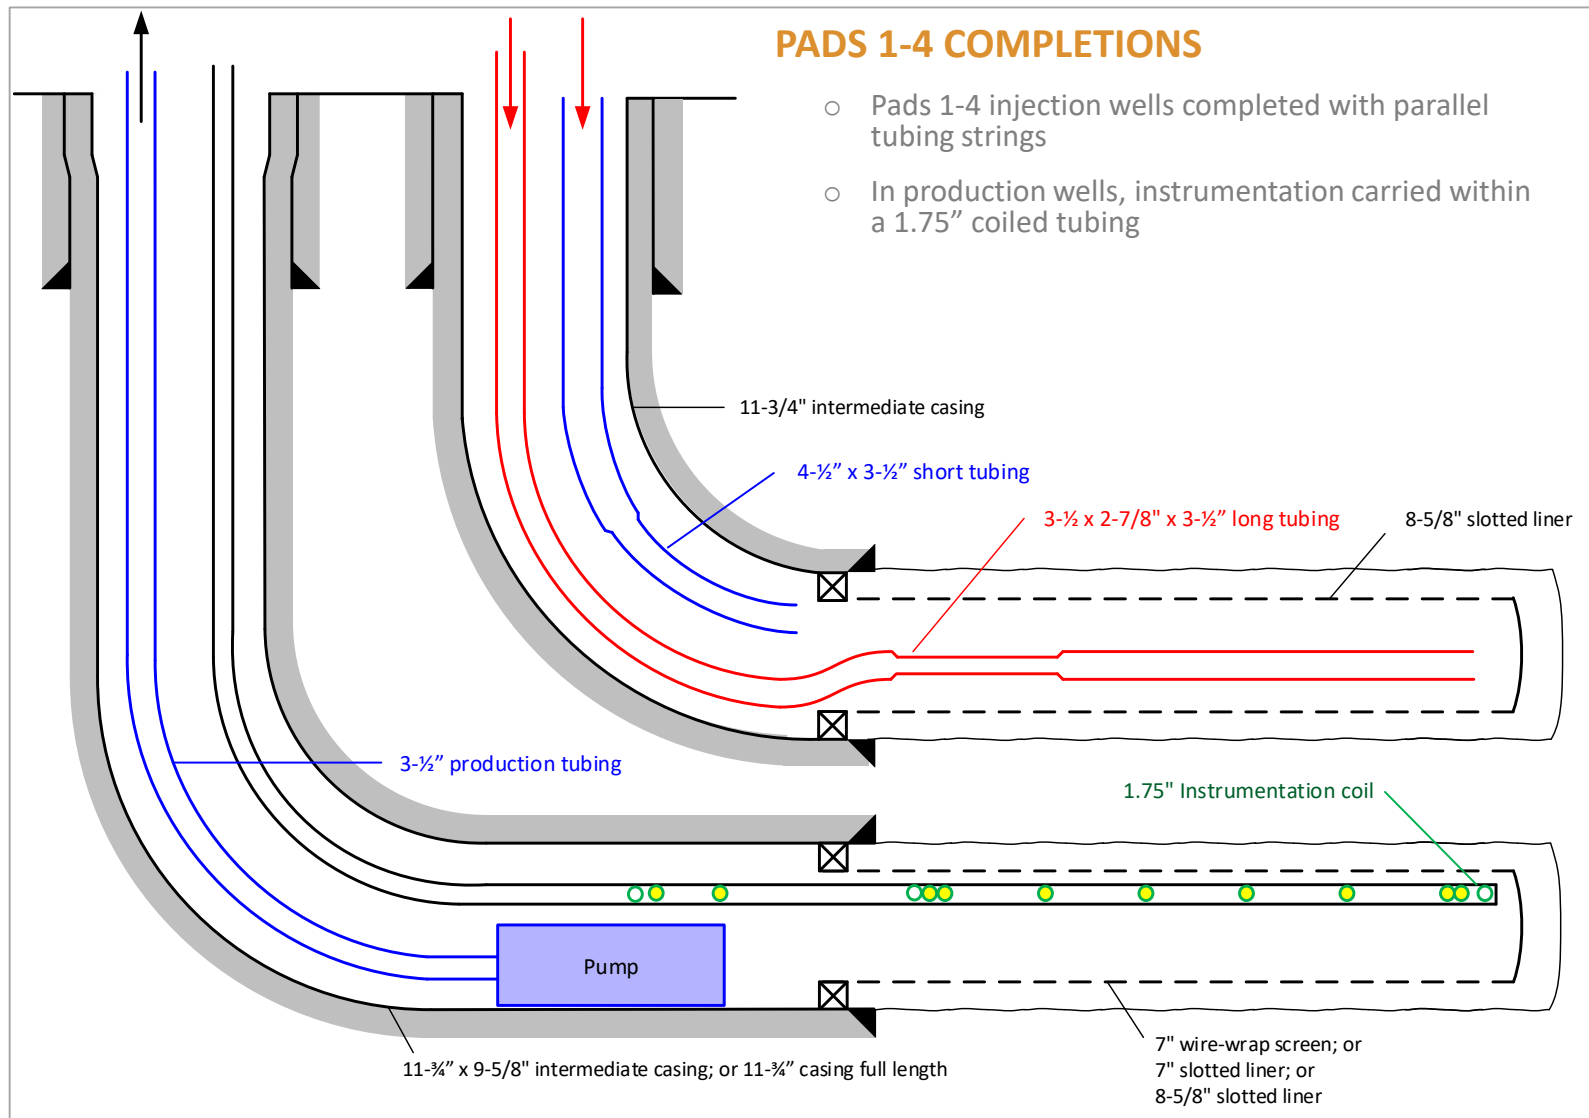 PADS 1-4 COMPLETIONS
○ Pads 1-4 injection wells completed with parallel
tubing strings
○ In production wells, instrumentation carried within
a 1.75” coiled tubing
11-3/4" intermediate casing
4-½” x 3-½” short tubing
3-½ x 2-7/8" x 3-½” long tubing
8-5/8" slotted liner
3-½” production tubing
1.75" Instrumentation coil
Pump
11-¾” x 9-5/8" intermediate casing; or 11-¾” casing full length
7" wire-wrap screen; or
7" slotted liner; or
8-5/8" slotted liner